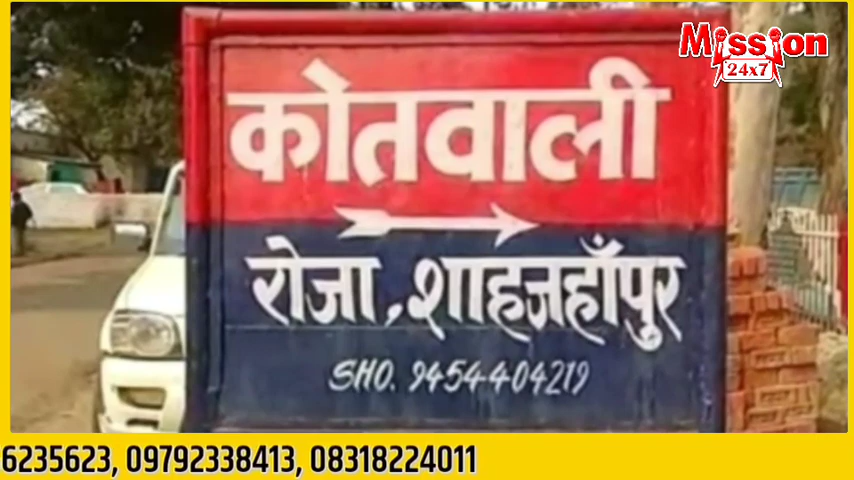 Mission
24x7
कोतवाली
रोजा, शाहजहाँपुर
SHO. 9454404219
6235623, 09792338413, 08318224011